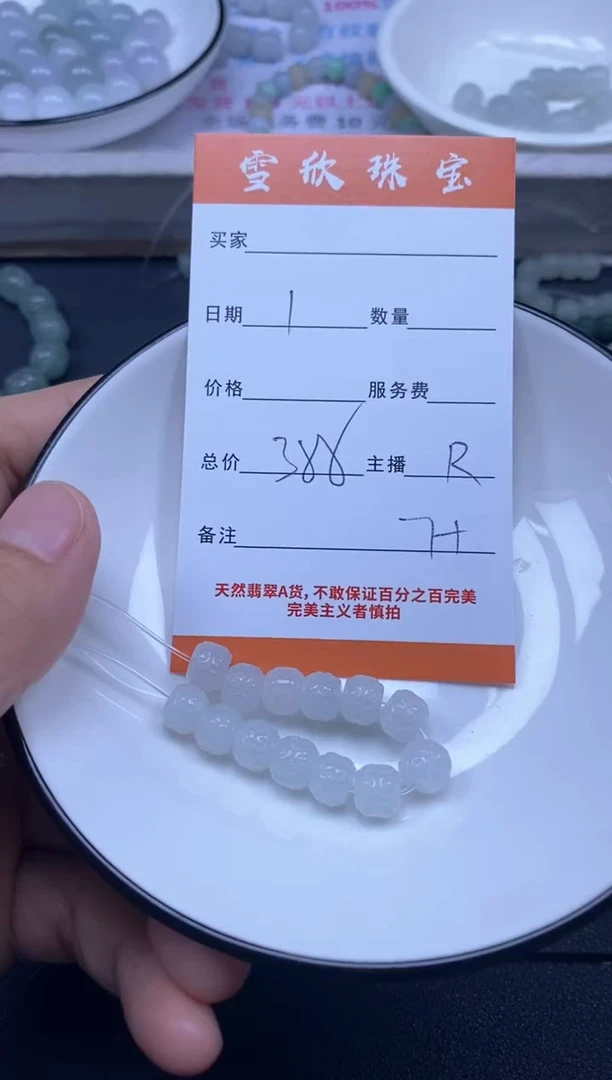 100%
雪欣珠宝
买家
日期 1 数量
价格 服务费
总价 388 主播 R
备注 7H
天然翡翠A货,不敢保证百分之百完美
完美主义者慎拍